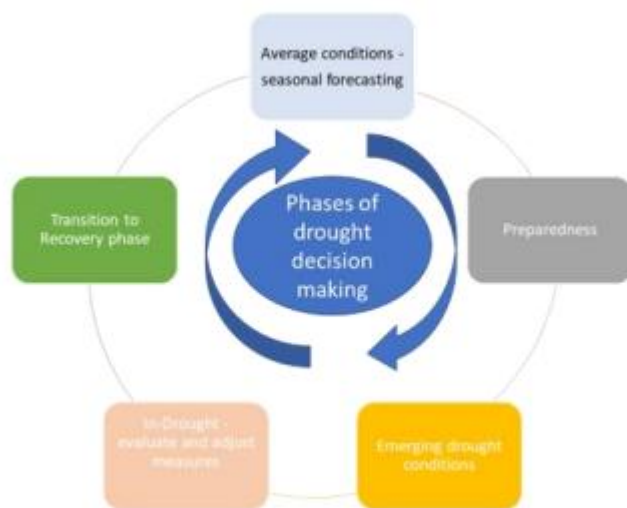 Average conditions -
seasonal forecasting
Preparedness
Emerging drought
conditions
In-Drought -
evaluate and adjust
measures
Transition to
Recovery phase
Phases of
drought
decision
making